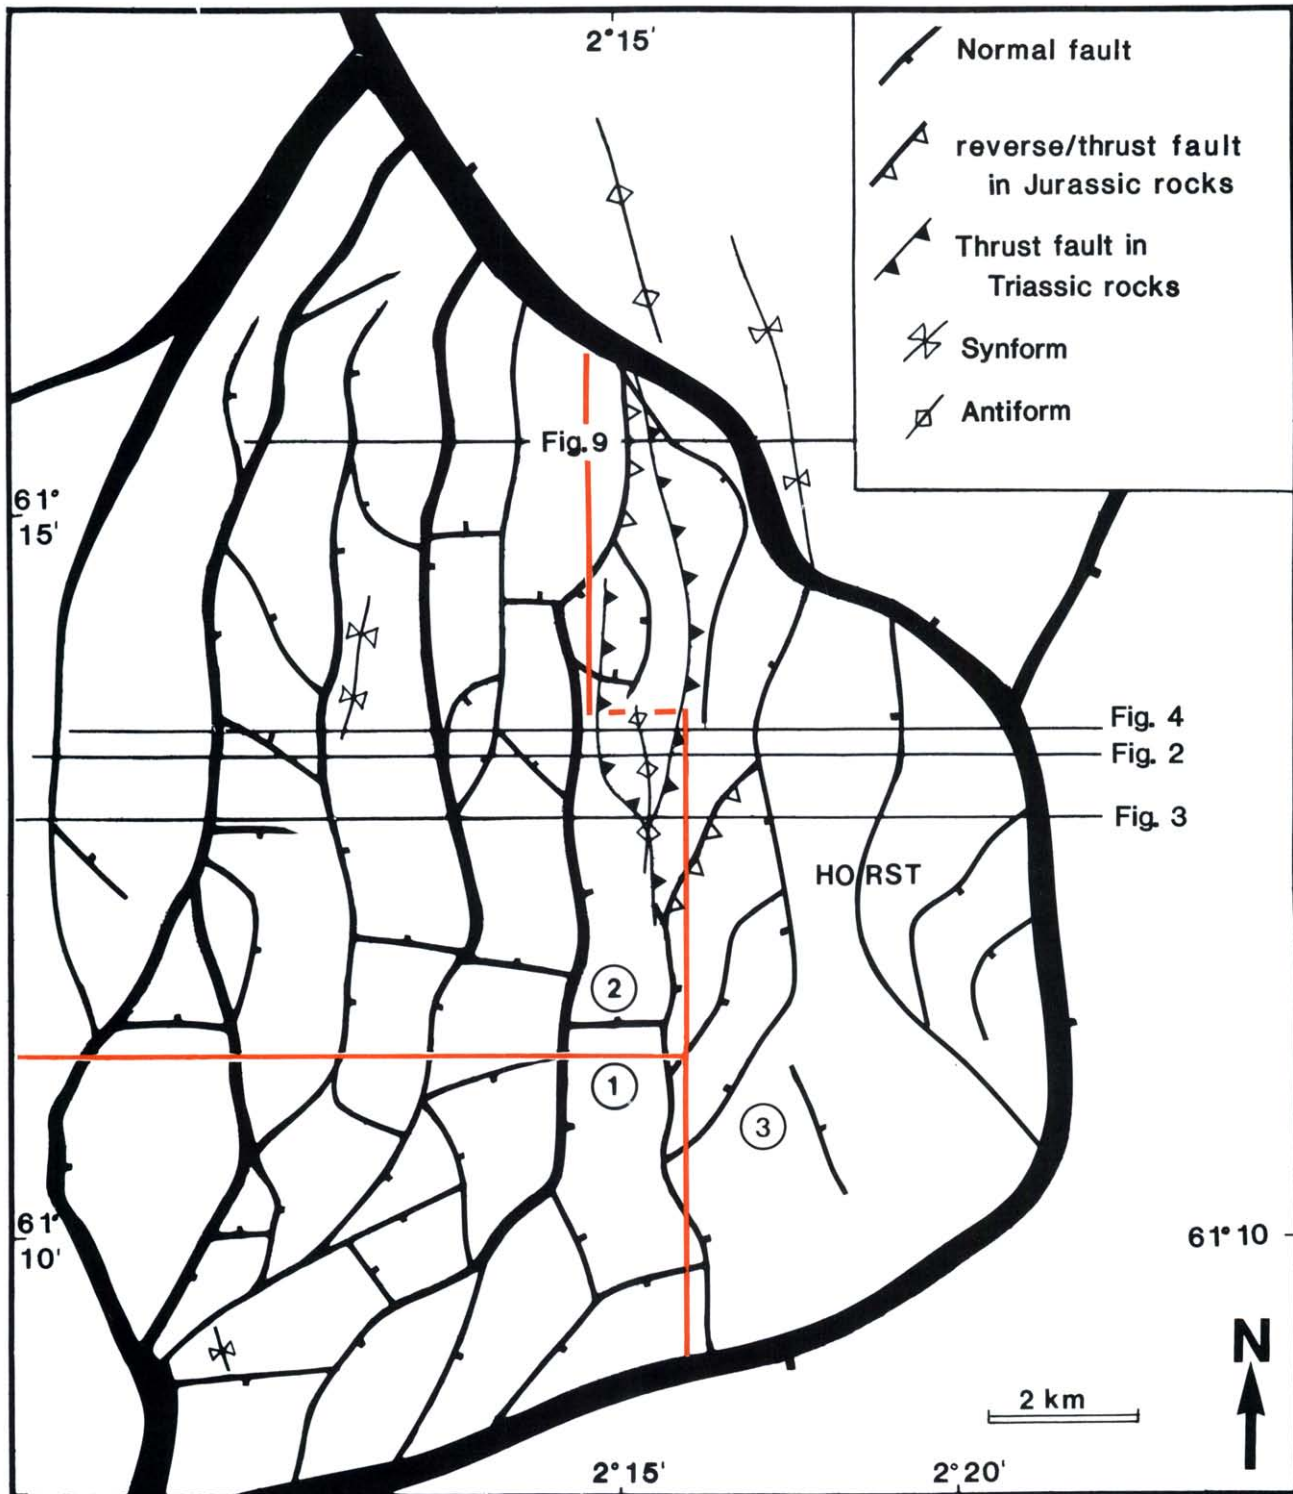 2°15'
Normal fault
reverse/thrust fault
in Jurassic rocks
Thrust fault in
Triassic rocks
Synform
Antiform
Fig. 9
61°
15'
Fig. 4
Fig. 2
Fig. 3
HORST
2
1
3
61°
10'
61°10
N
2 km
2°15'
2°20'